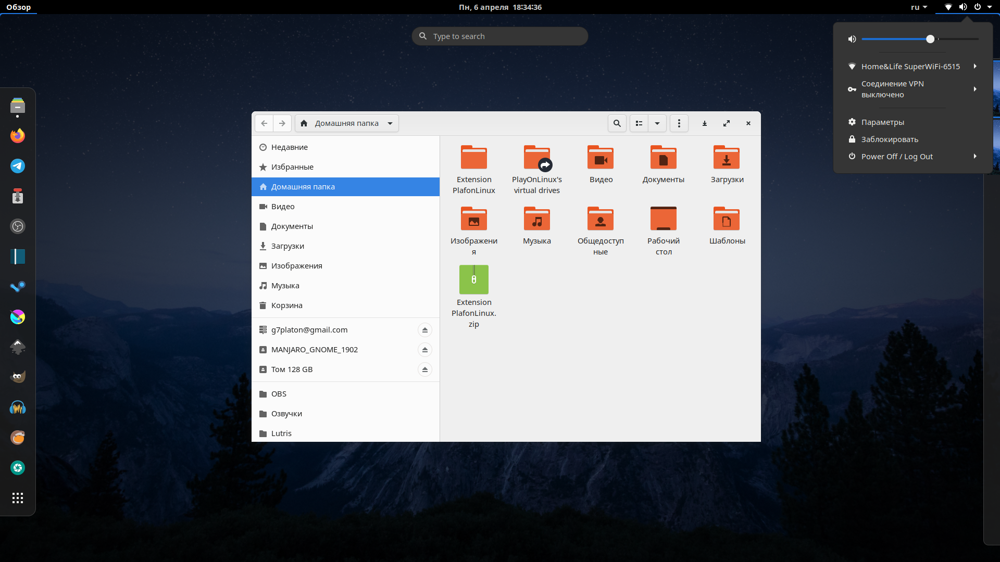 Обзор
Пн, 6 апреля 18:34:36
ru
Type to search
Home&Life SuperWiFi-6515
Соединение VPN
выключено
Параметры
Заблокировать
Power Off / Log Out
Домашняя папка
Недавние
Избранные
Домашняя папка
Видео
Документы
Загрузки
Изображения
Музыка
Корзина
g7platon@gmail.com
MANJARO_GNOME_1902
Том 128 GB
OBS
Озвучки
Lutris
Extension
PlafonLinux
PlayOnLinux's
virtual drives
Видео
Документы
Загрузки
Изображени
я
Музыка
Общедоступ
ные
Рабочий
стол
Шаблоны
Extension
PlafonLinux.
zip